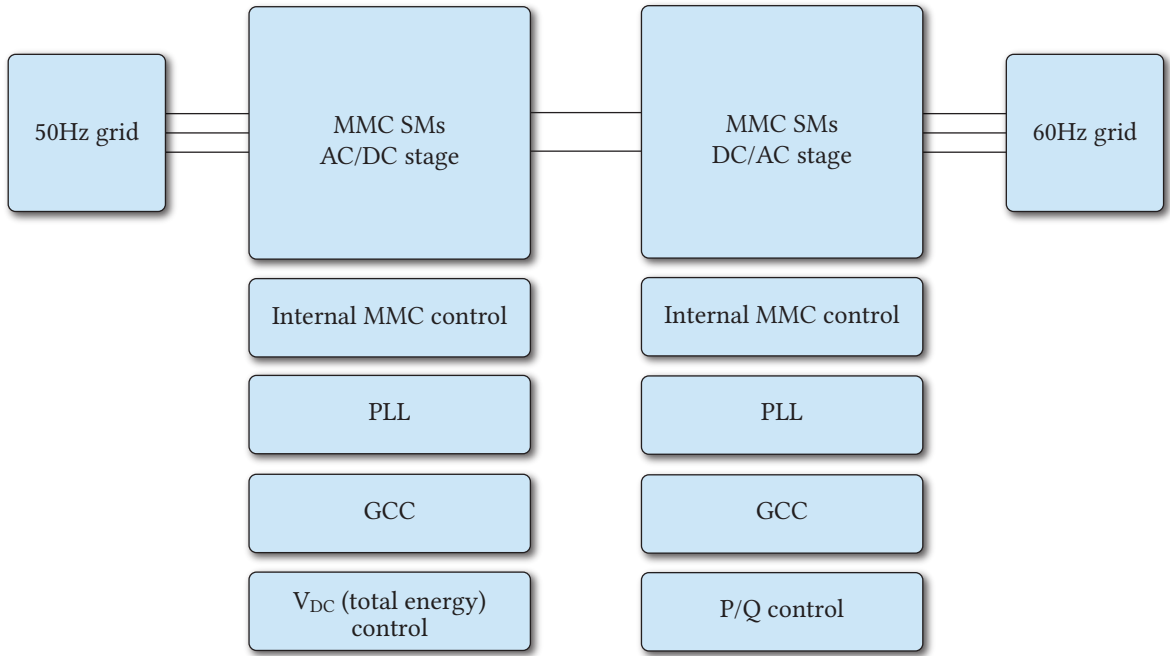 50Hz grid
MMC SMs
AC/DC stage
MMC SMs
DC/AC stage
60Hz grid
Internal MMC control
Internal MMC control
PLL
PLL
GCC
GCC
V_DC (total energy)
control
P/Q control